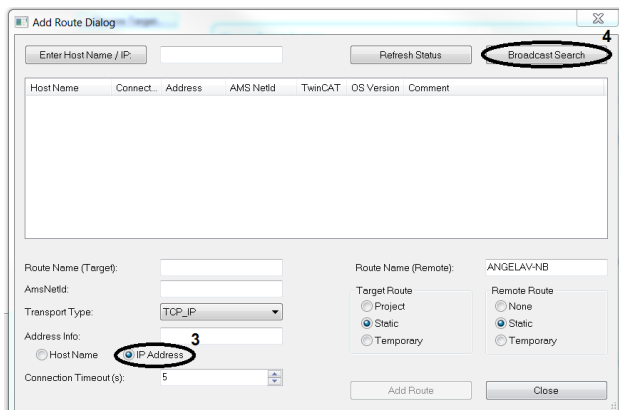 Add Route Dialog
4
Enter Host Name / IP: Refresh Status Broadcast Search
Host Name Connect... Address AMS NetId TwinCAT OS Version Comment
Route Name (Target): Route Name (Remote): ANGELAV-NB
AmsNetId: Target Route Remote Route
Transport Type: TCP_IP Project None
Address Info: Static Static
3
Host Name IP Address Temporary Temporary
Connection Timeout (s): 5
Add Route Close